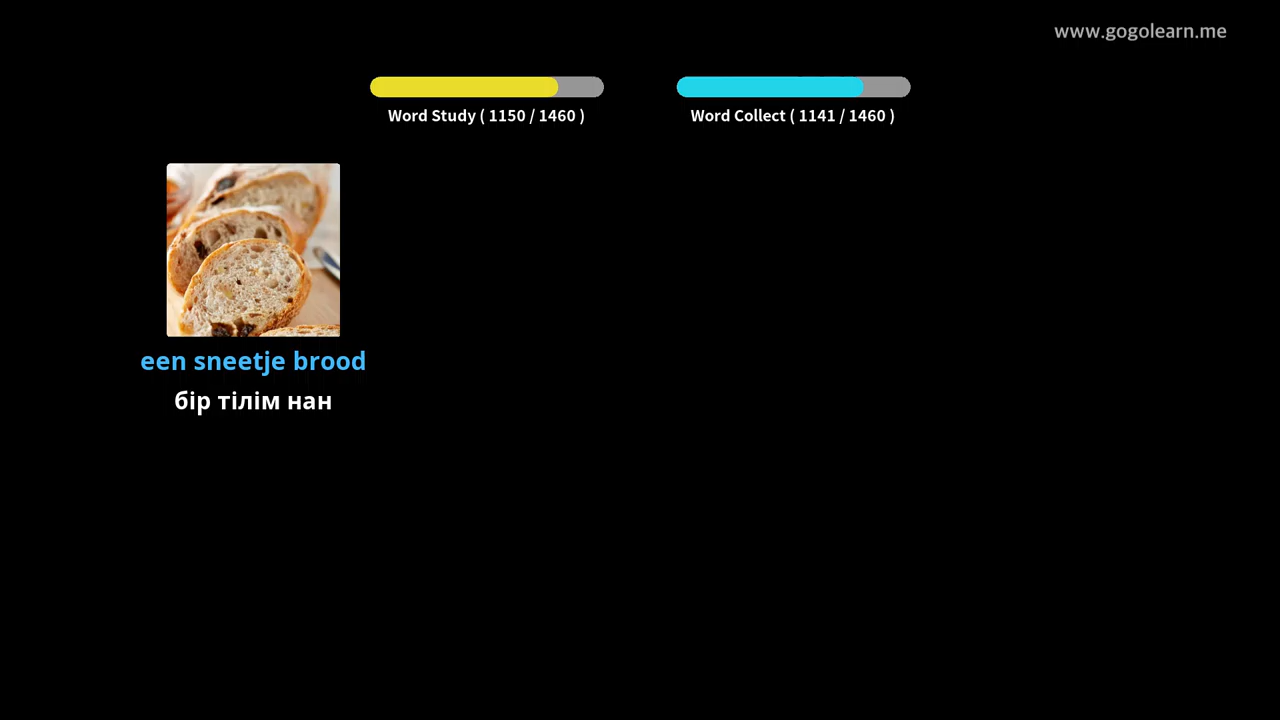 www.gogolearn.me
Word Study ( 1150 / 1460 )
Word Collect ( 1141 / 1460 )
een sneetje brood
бір тілім нан